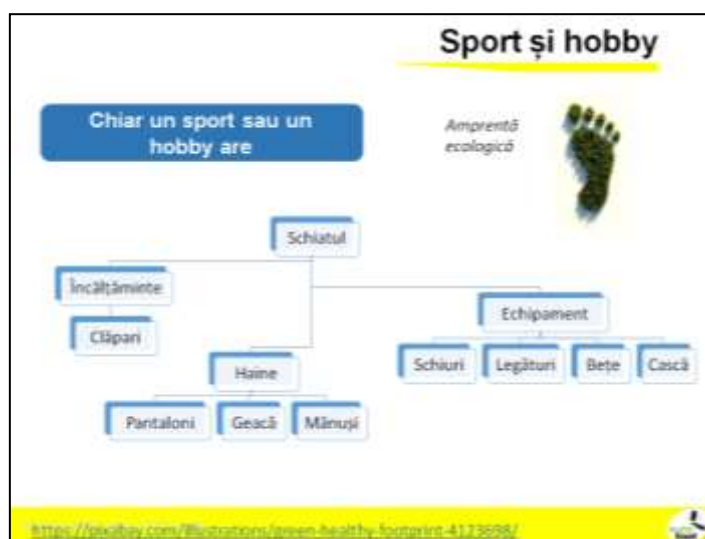 Sport și hobby
Chiar un sport sau un
hobby are
Amprentă
ecologică
Schiatul
Încălțăminte
Clăpari
Echipament
Schiuri Legături Bețe Cască
Haine
Pantaloni Geacă Mănuși
https://pixabay.com/illustrations/green-healthy-footprint-4123698/